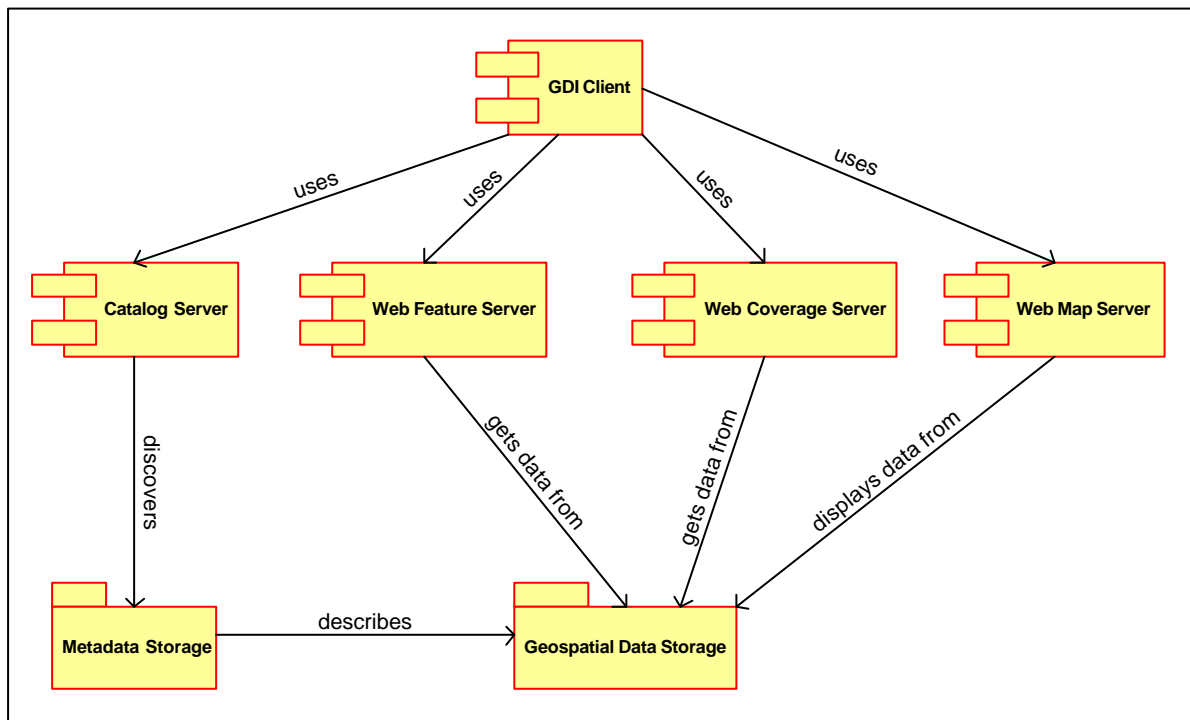 GDI Client
uses
uses
uses
uses
Catalog Server
Web Feature Server
Web Coverage Server
Web Map Server
discovers
gets data from
gets data from
displays data from
Metadata Storage
describes
Geospatial Data Storage